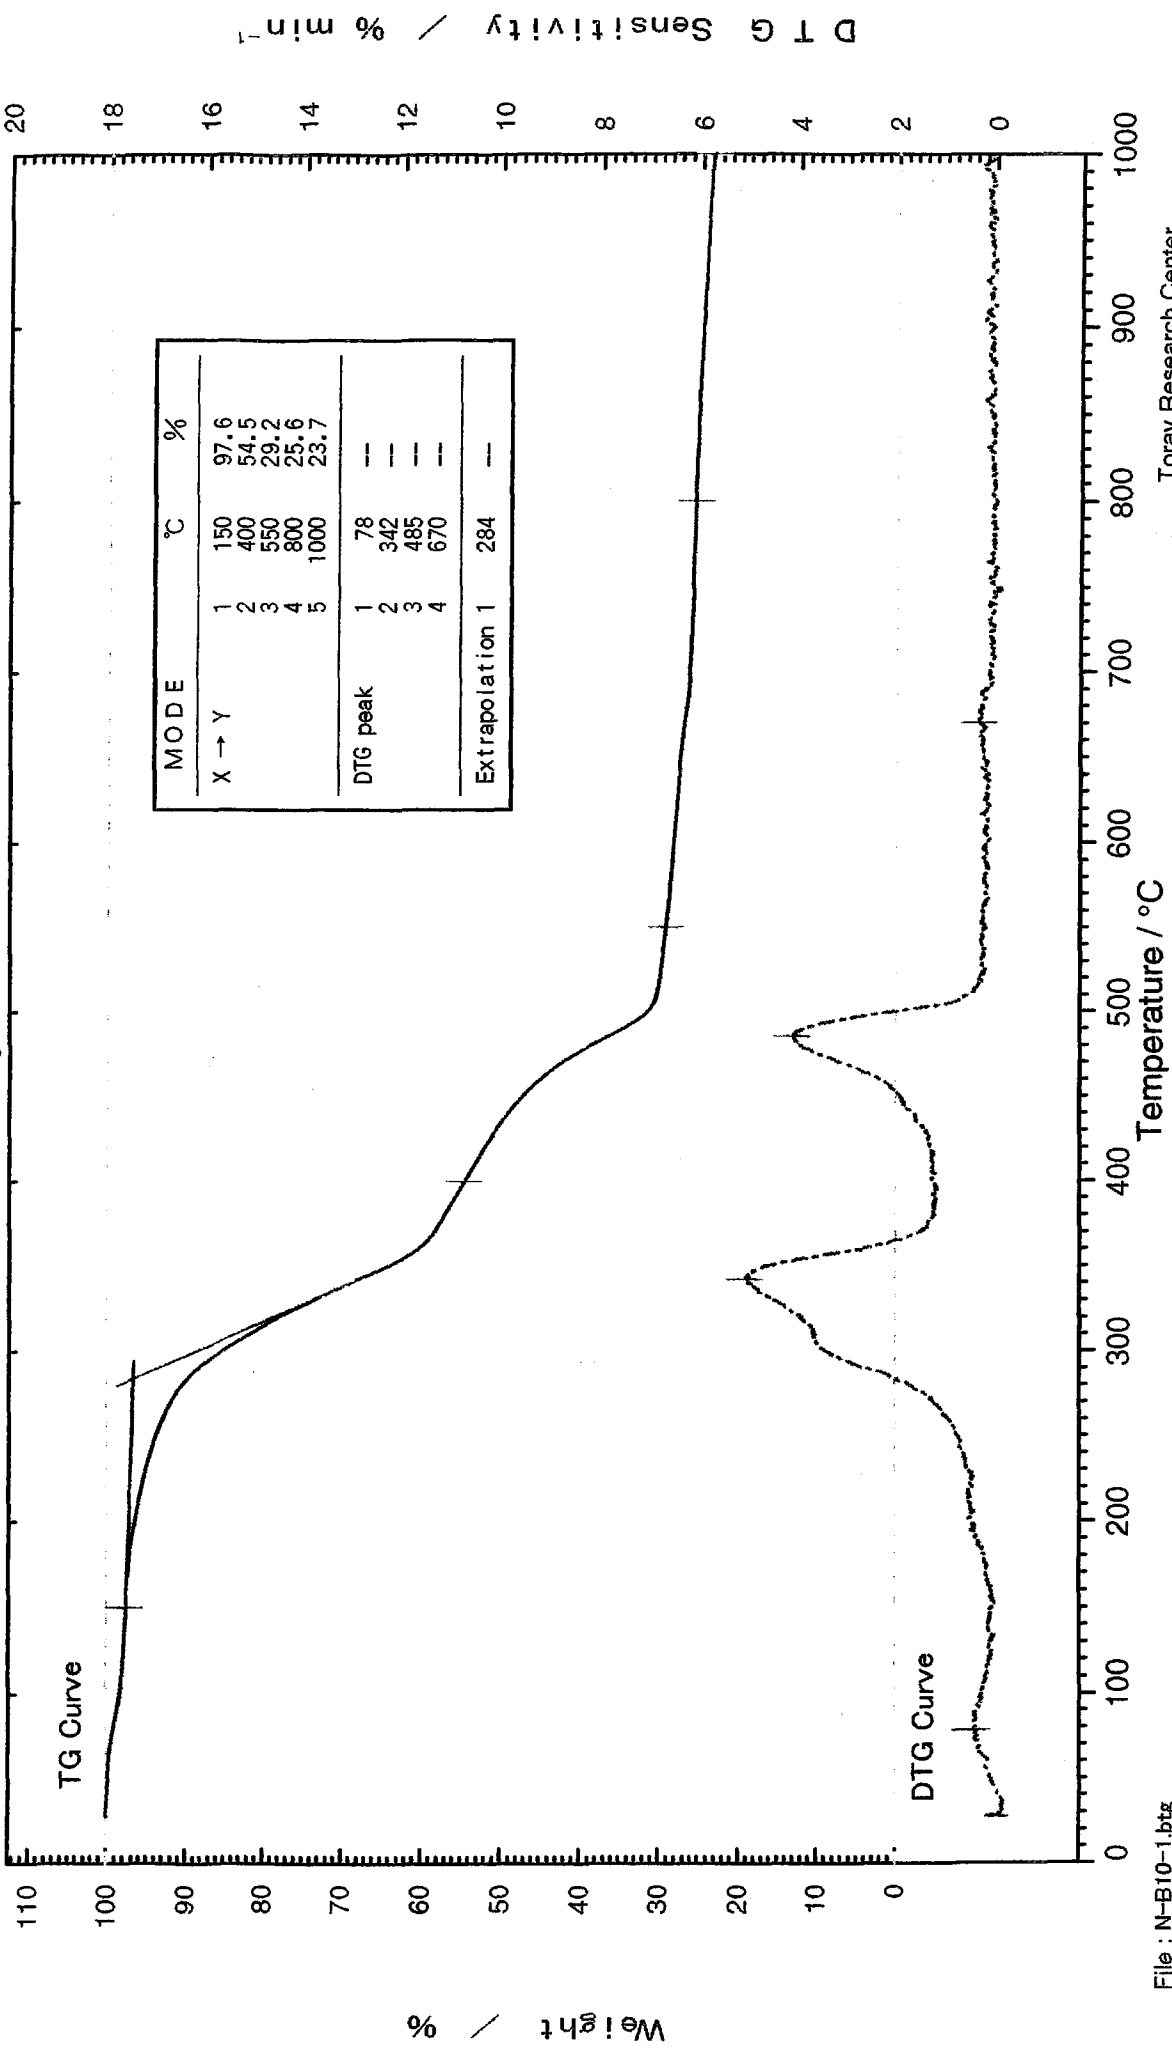 TG Curve
DTG Curve
MODE °C %
X → Y 1 150 97.6
2 400 54.5
3 550 29.2
4 800 25.6
5 1000 23.7
DTG peak 1 78 --
2 342 --
3 485 --
4 670 --
Extrapolation 1 284 --
Weight / %
110
100
90
80
70
60
50
40
30
20
10
0
DTG Sensitivity / % min⁻¹
20
18
16
14
12
10
8
6
4
2
0
0 100 200 300 400 500 600 700 800 900 1000
Temperature / °C
File : N-B10-1.btg
Toray Research Center